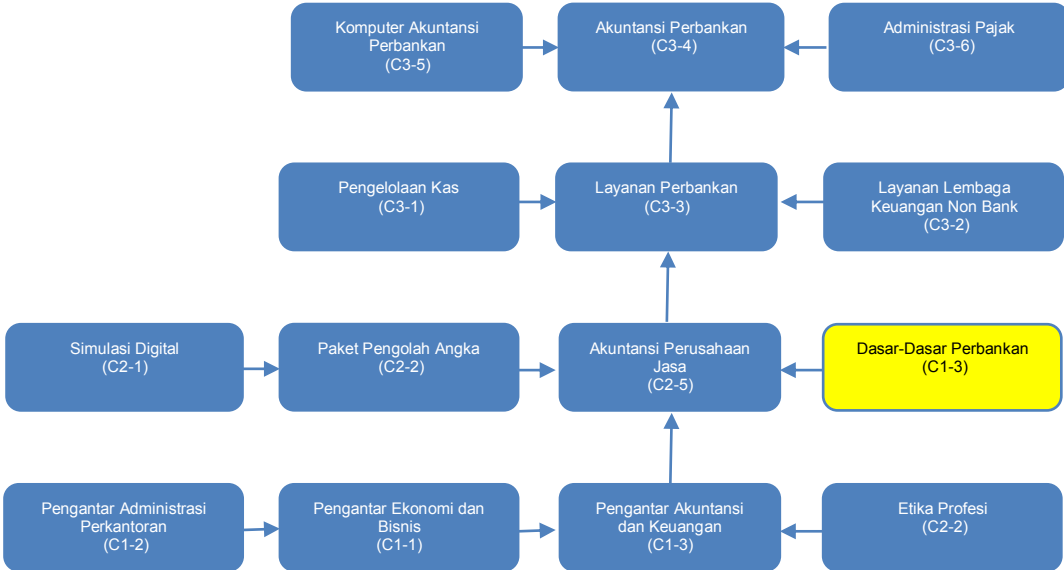 Komputer Akuntansi
Perbankan
(C3-5)
Akuntansi Perbankan
(C3-4)
Administrasi Pajak
(C3-6)
Pengelolaan Kas
(C3-1)
Layanan Perbankan
(C3-3)
Layanan Lembaga
Keuangan Non Bank
(C3-2)
Simulasi Digital
(C2-1)
Paket Pengolah Angka
(C2-2)
Akuntansi Perusahaan
Jasa
(C2-5)
Dasar-Dasar Perbankan
(C1-3)
Pengantar Administrasi
Perkantoran
(C1-2)
Pengantar Ekonomi dan
Bisnis
(C1-1)
Pengantar Akuntansi
dan Keuangan
(C1-3)
Etika Profesi
(C2-2)